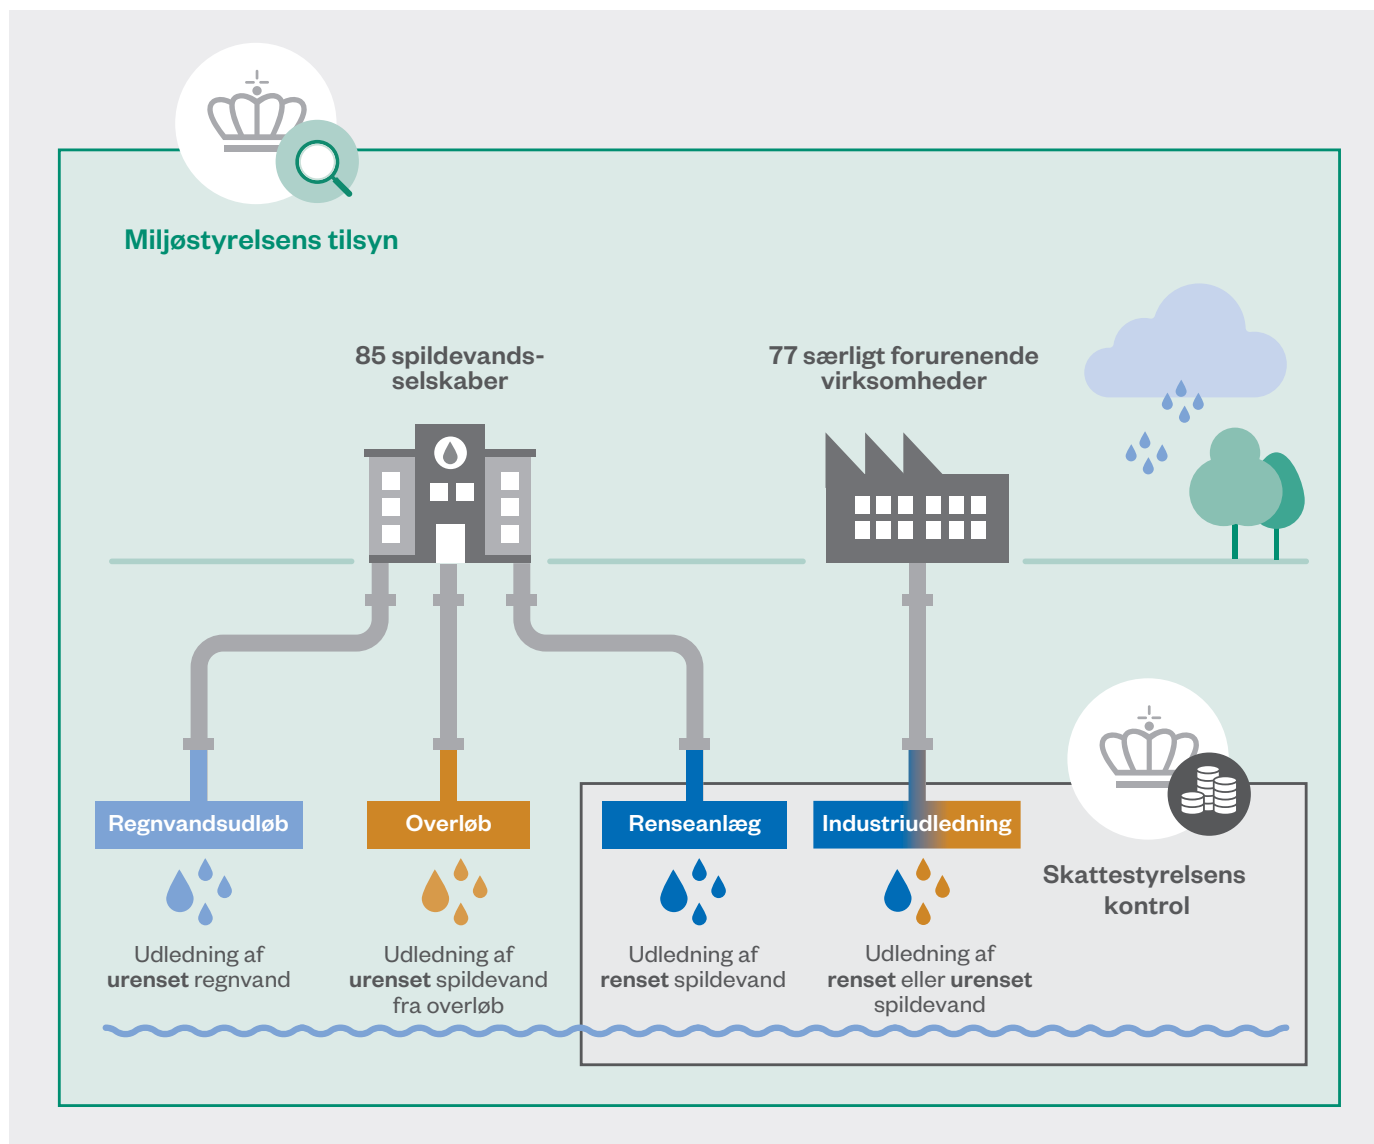 Miljøstyrelsens tilsyn
85 spildevands-
selskaber
77 særligt forurenende
virksomheder
Regnvandsudløb
Overløb
Renseanlæg
Industriudledning
Skattestyrelsens
kontrol
Udledning af
urenset regnvand
Udledning af
urenset spildevand
fra overløb
Udledning af
renset spildevand
Udledning af
renset eller urenset
spildevand